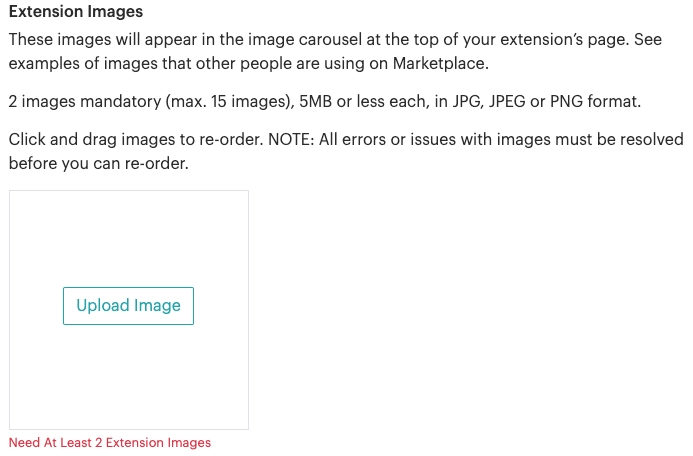 Extension Images
These images will appear in the image carousel at the top of your extension’s page. See
examples of images that other people are using on Marketplace.
2 images mandatory (max. 15 images), 5MB or less each, in JPG, JPEG or PNG format.
Click and drag images to re-order. NOTE: All errors or issues with images must be resolved
before you can re-order.
Upload Image
Need At Least 2 Extension Images